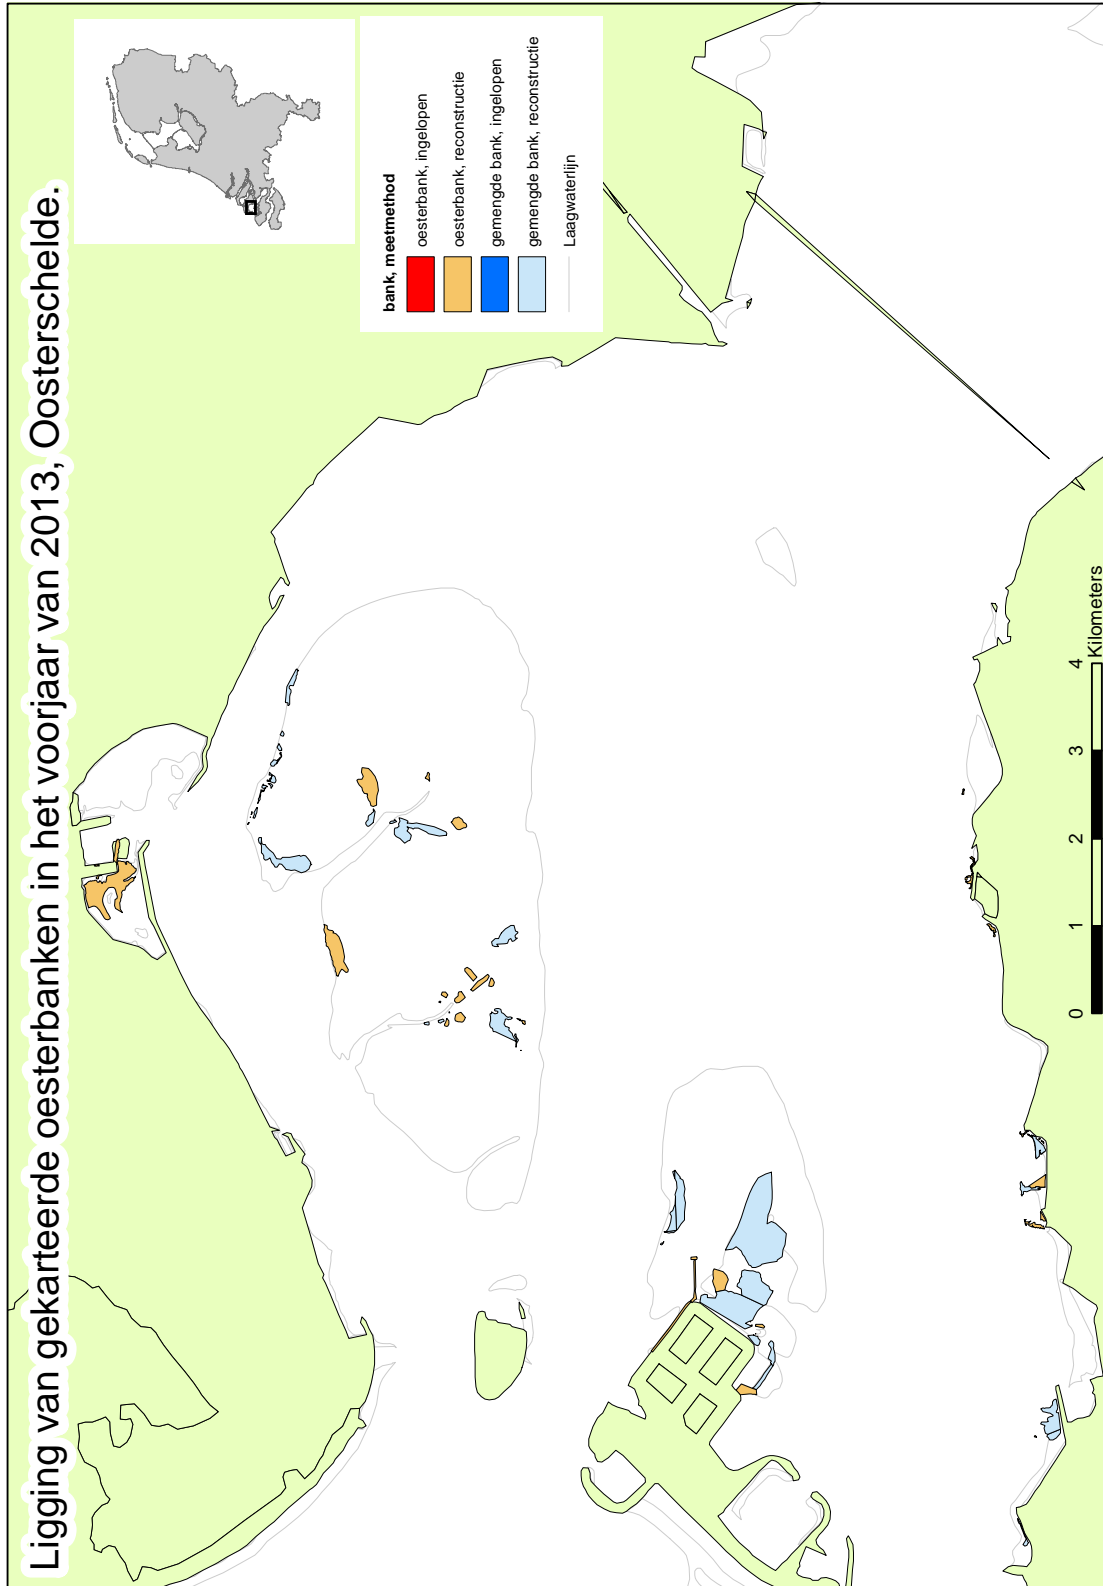 Ligging van gekarteerde oesterbanken in het voorjaar van 2013, Oosterschelde.
bank, meetmethod
oesterbank, ingelopen
oesterbank, reconstructie
gemengde bank, ingelopen
gemengde bank, reconstructie
Laagwaterlijn
0 1 2 3 4
Kilometers